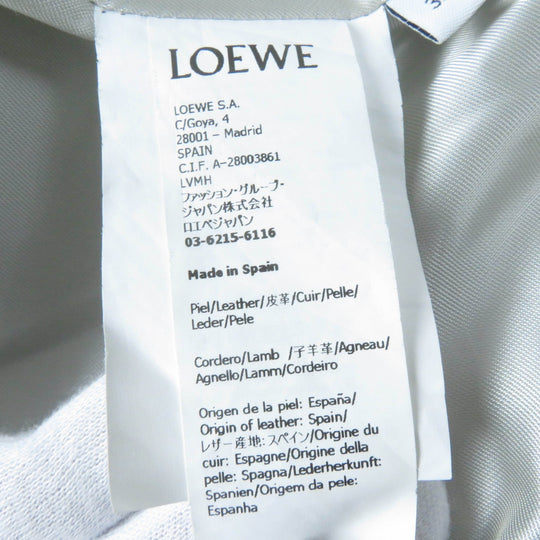 LOEWE
LOEWE S.A.
C/Goya, 4
28001 – Madrid
SPAIN
C.I.F. A-28003861
LVMH
ファッション・グループ・
ジャパン株式会社
ロエベジャパン
03-6215-6116
Made in Spain
Piel/Leather/皮革/Cuir/Pelle/
Leder/Pele
Cordero/Lamb /子羊革/Agneau/
Agnello/Lamm/Cordeiro
Origen de la piel: España/
Origin of leather: Spain/
レザー産地: スペイン/Origine du
cuir: Espagne/Origine della
pelle: Spagna/Lederherkunft:
Spanien/Origem da pele:
Espanha